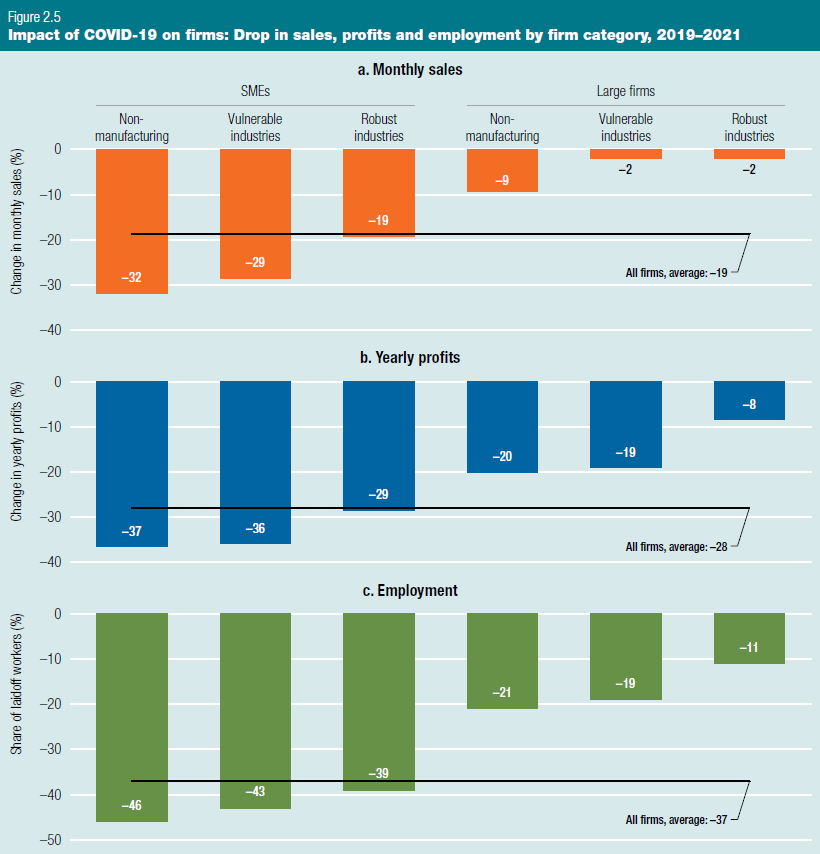 Figure 2.5
Impact of COVID-19 on firms: Drop in sales, profits and employment by firm category, 2019–2021
a. Monthly sales
SMEs
Large firms
Non-
manufacturing
Vulnerable
industries
Robust
industries
Non-
manufacturing
Vulnerable
industries
Robust
industries
Change in monthly sales (%)
0
–10
–20
–30
–40
–32
–29
–19
–9
–2
–2
All firms, average: –19
b. Yearly profits
Change in yearly profits (%)
0
–10
–20
–30
–40
–37
–36
–29
–20
–19
–8
All firms, average: –28
c. Employment
Share of laidoff workers (%)
0
–10
–20
–30
–40
–50
–46
–43
–39
–21
–19
–11
All firms, average: –37